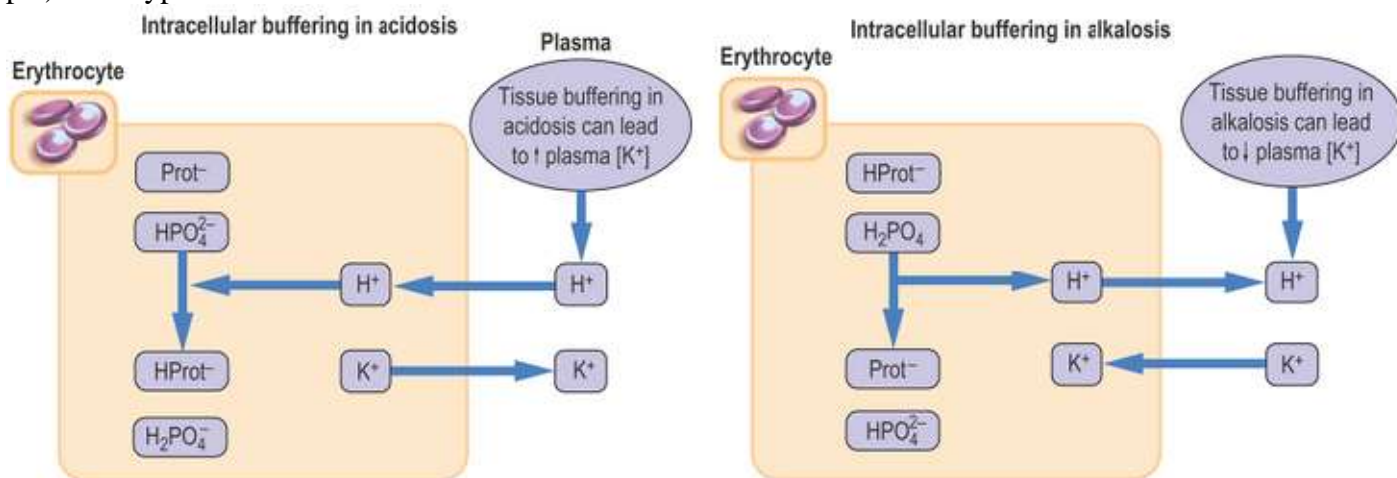 Intracellular buffering in acidosis
Plasma
Erythrocyte
Tissue buffering in
acidosis can lead
to ↑ plasma [K⁺]
Prot⁻
HPO₄²⁻
H⁺
H⁺
HProt⁻
K⁺
K⁺
H₂PO₄⁻
Intracellular buffering in alkalosis
Erythrocyte
Tissue buffering in
alkalosis can lead
to ↓ plasma [K⁺]
HProt⁻
H₂PO₄
H⁺
H⁺
Prot⁻
K⁺
K⁺
HPO₄²⁻